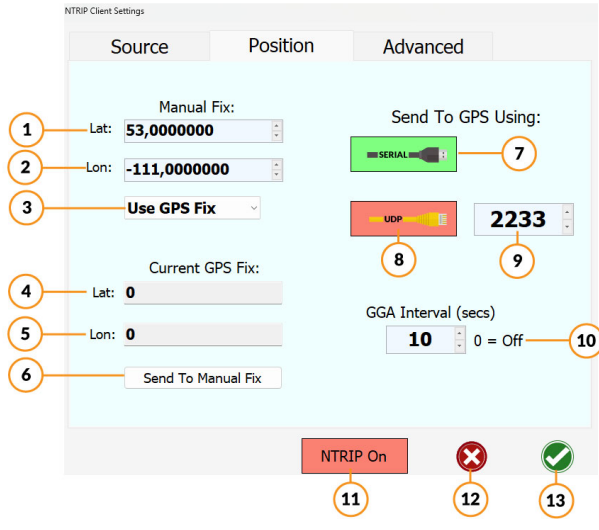 NTRIP Client Settings
Source Position Advanced
Manual Fix:
1 Lat: 53,0000000
2 Lon: -111,0000000
3 Use GPS Fix
Current GPS Fix:
4 Lat: 0
5 Lon: 0
6 Send To Manual Fix
Send To GPS Using:
SERIAL 7
UDP 2233
8 9
GGA Interval (secs)
10 0 = Off 10
NTRIP On
11 12 13